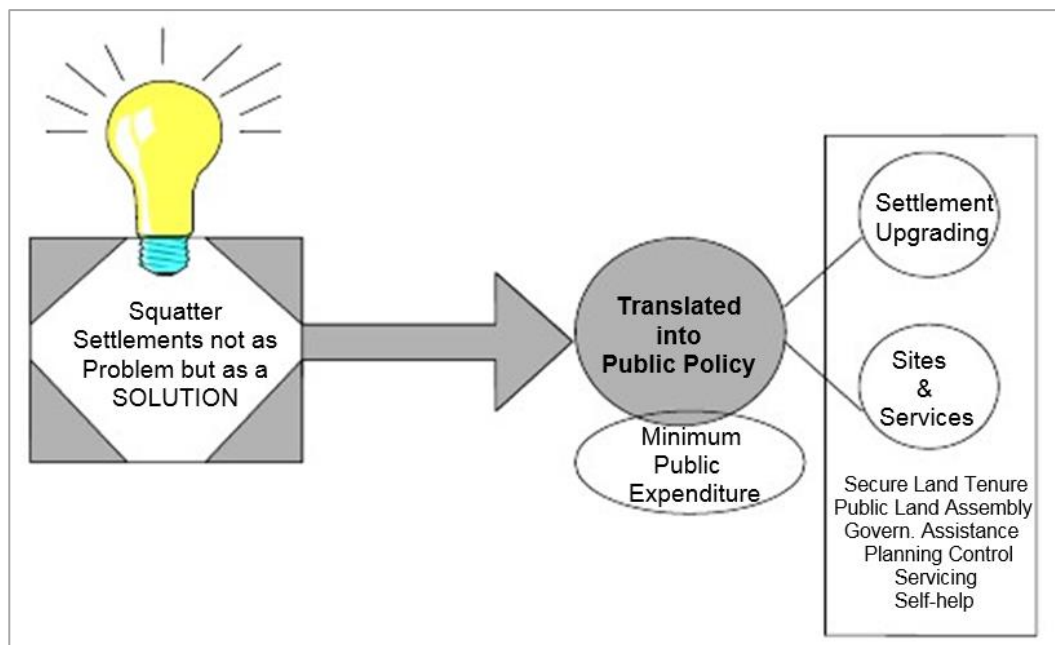 Squatter
Settlements not as
Problem but as a
SOLUTION
Translated
into
Public Policy
Minimum
Public
Expenditure
Settlement
Upgrading
Sites
&
Services
Secure Land Tenure
Public Land Assembly
Govern. Assistance
Planning Control
Servicing
Self-help